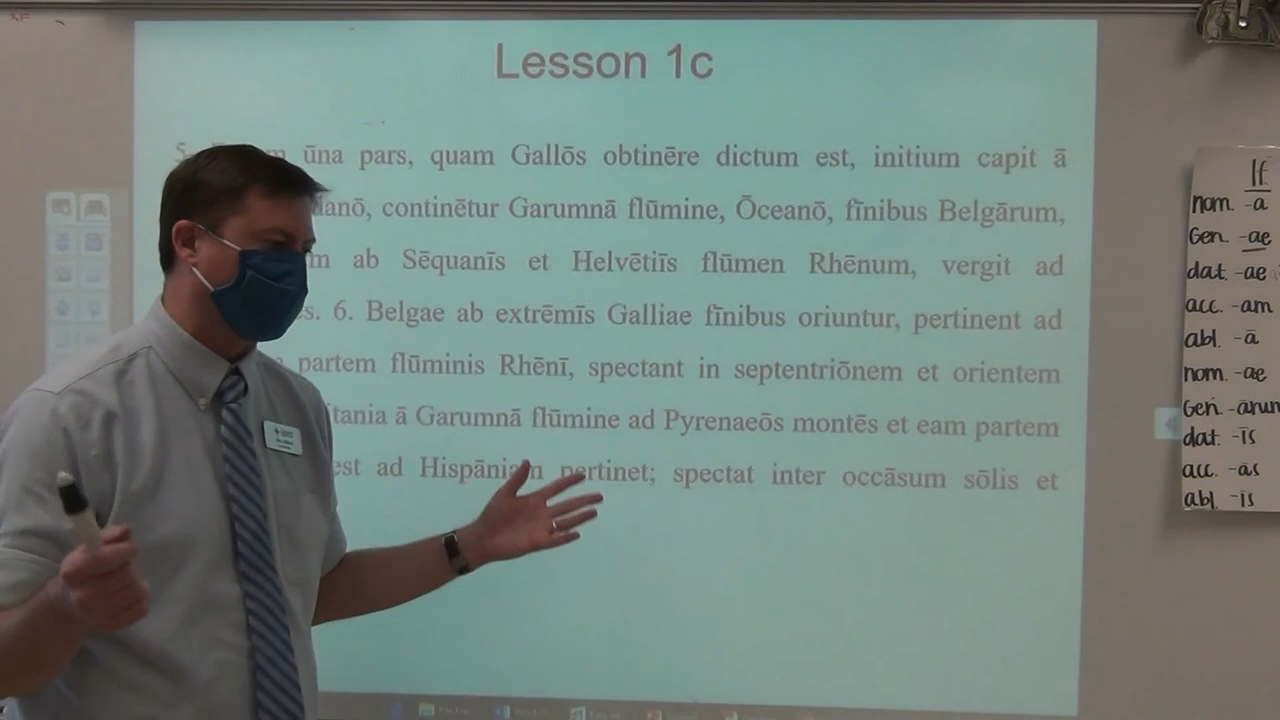 Lesson 1c
ūna pars, quam Gallōs obtinēre dictum est, initium capit ā
continētur Garumnā flūmine, Ōceanō, fīnibus Belgārum,
ab Sēquanīs et Helvētiīs flūmen Rhēnum, vergit ad
6. Belgae ab extrēmīs Galliae fīnibus oriuntur, pertinent ad
partem flūminis Rhēnī, spectant in septentriōnem et orientem
ā Garumnā flūmine ad Pyrenaeōs montēs et eam partem
est ad Hispāniam pertinet; spectat inter occāsum sōlis et
nom. -a
Gen. -ae
dat. -ae
acc. -am
abl. -ā
nom. -ae
Gen. -ārum
dat. -īs
acc. -ās
abl. -īs